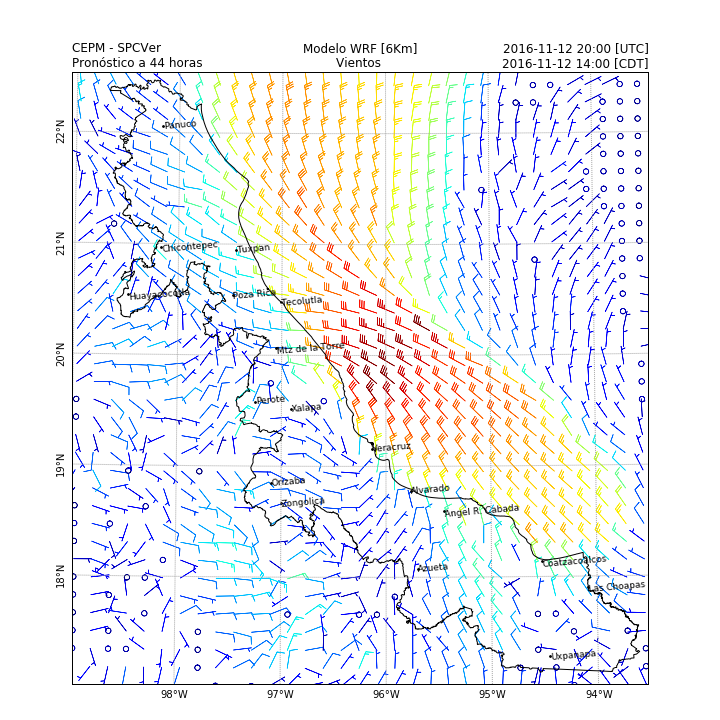 CEPM - SPCVer
Modelo WRF [6Km]
2016-11-12 20:00 [UTC]
Pronóstico a 44 horas
Vientos
2016-11-12 14:00 [CDT]
22°N
Panuco
21°N
Chicontepec
Tuxpan
Huayacocotla
Poza Rica
Tecolutla
20°N
Mtz de la Torre
Perote
Xalapa
Veracruz
19°N
Orizaba
Alvarado
Zongolica
Angel R. Cabada
18°N
Azueta
Coatzacoalcos
Las Choapas
Uxpanapa
98°W
97°W
96°W
95°W
94°W